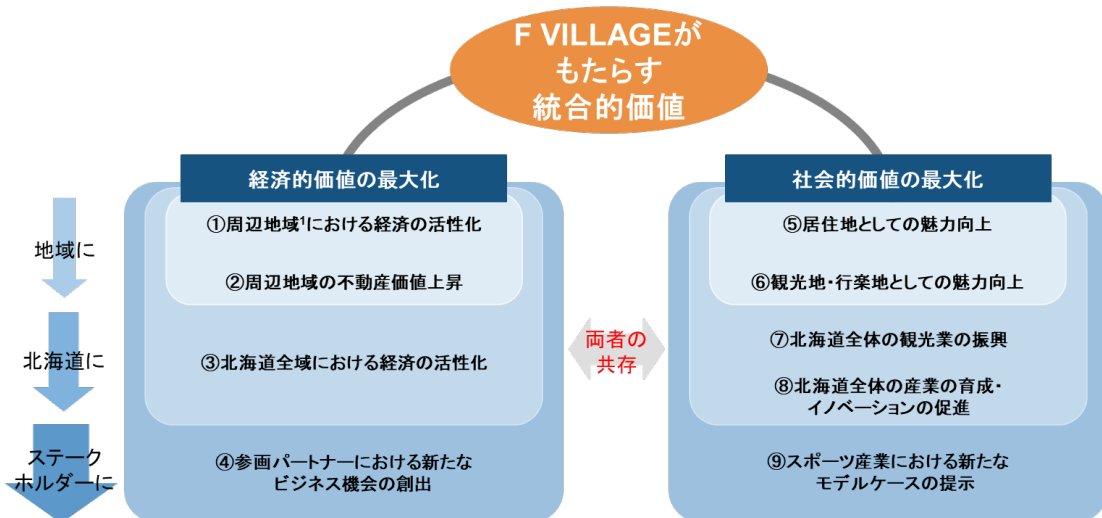 F VILLAGEが
もたらす
統合的価値
経済的価値の最大化
社会的価値の最大化
地域に
①周辺地域¹における経済の活性化
②周辺地域の不動産価値上昇
⑤居住地としての魅力向上
⑥観光地・行楽地としての魅力向上
北海道に
③北海道全域における経済の活性化
両者の
共存
⑦北海道全体の観光業の振興
⑧北海道全体の産業の育成・
イノベーションの促進
ステーク
ホルダーに
④参画パートナーにおける新たな
ビジネス機会の創出
⑨スポーツ産業における新たな
モデルケースの提示